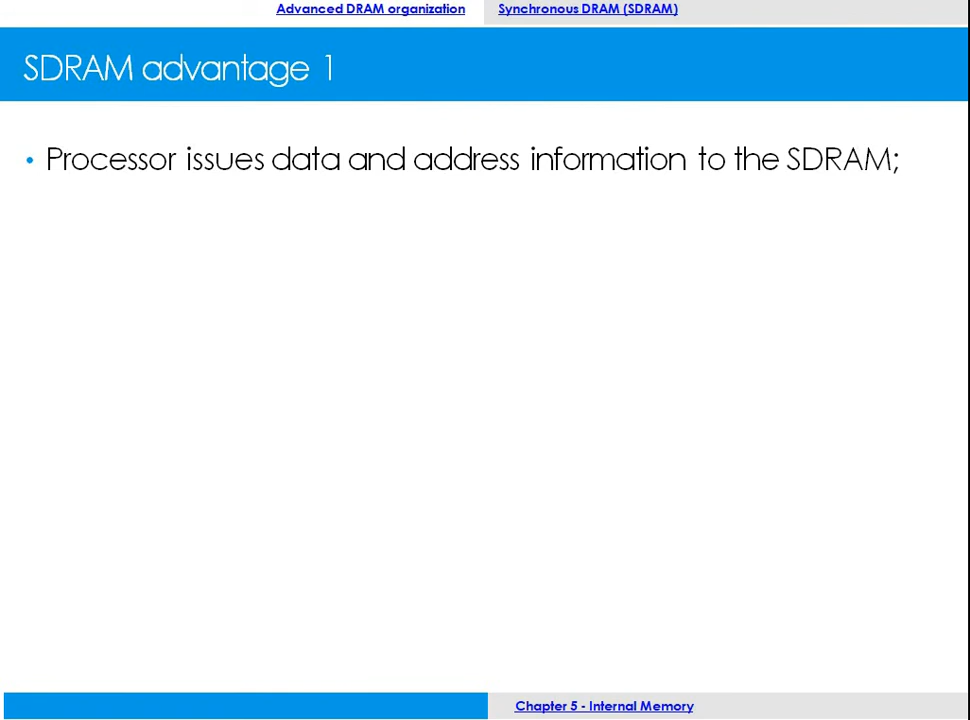 Advanced DRAM organization
Synchronous DRAM (SDRAM)
SDRAM advantage 1
• Processor issues data and address information to the SDRAM;
Chapter 5 - Internal Memory